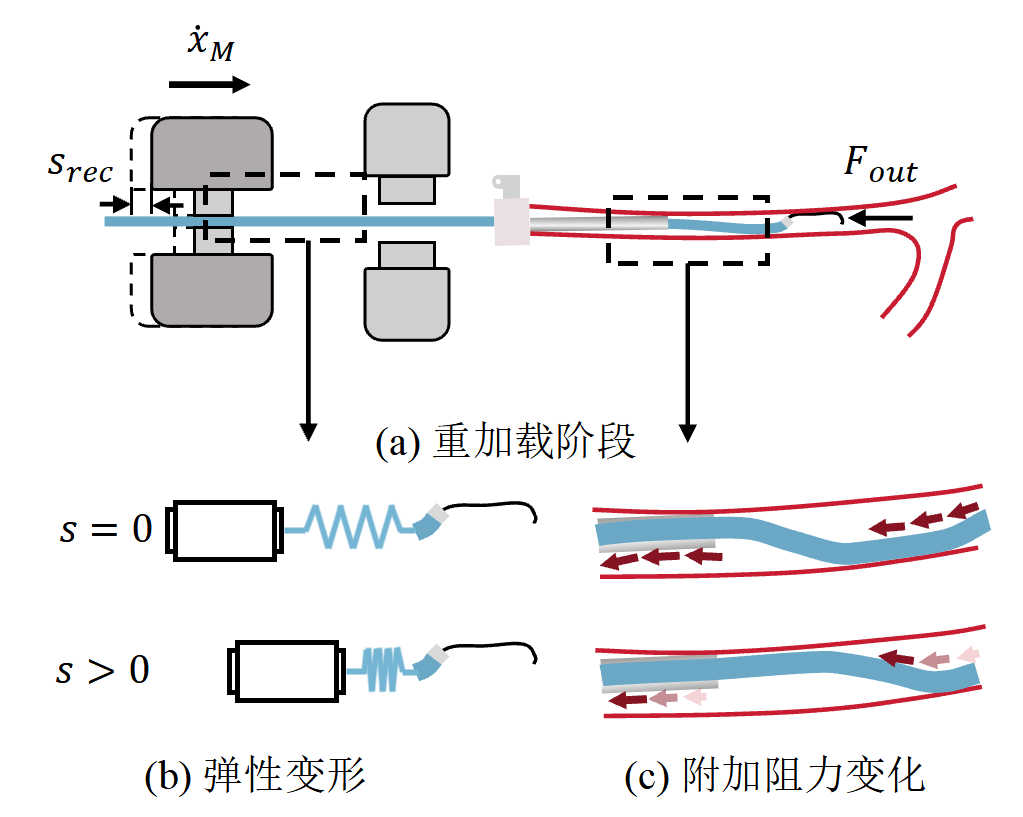 ẋ_M
s_rec
F_out
(a) 重加载阶段
s = 0
s > 0
(b) 弹性变形
(c) 附加阻力变化